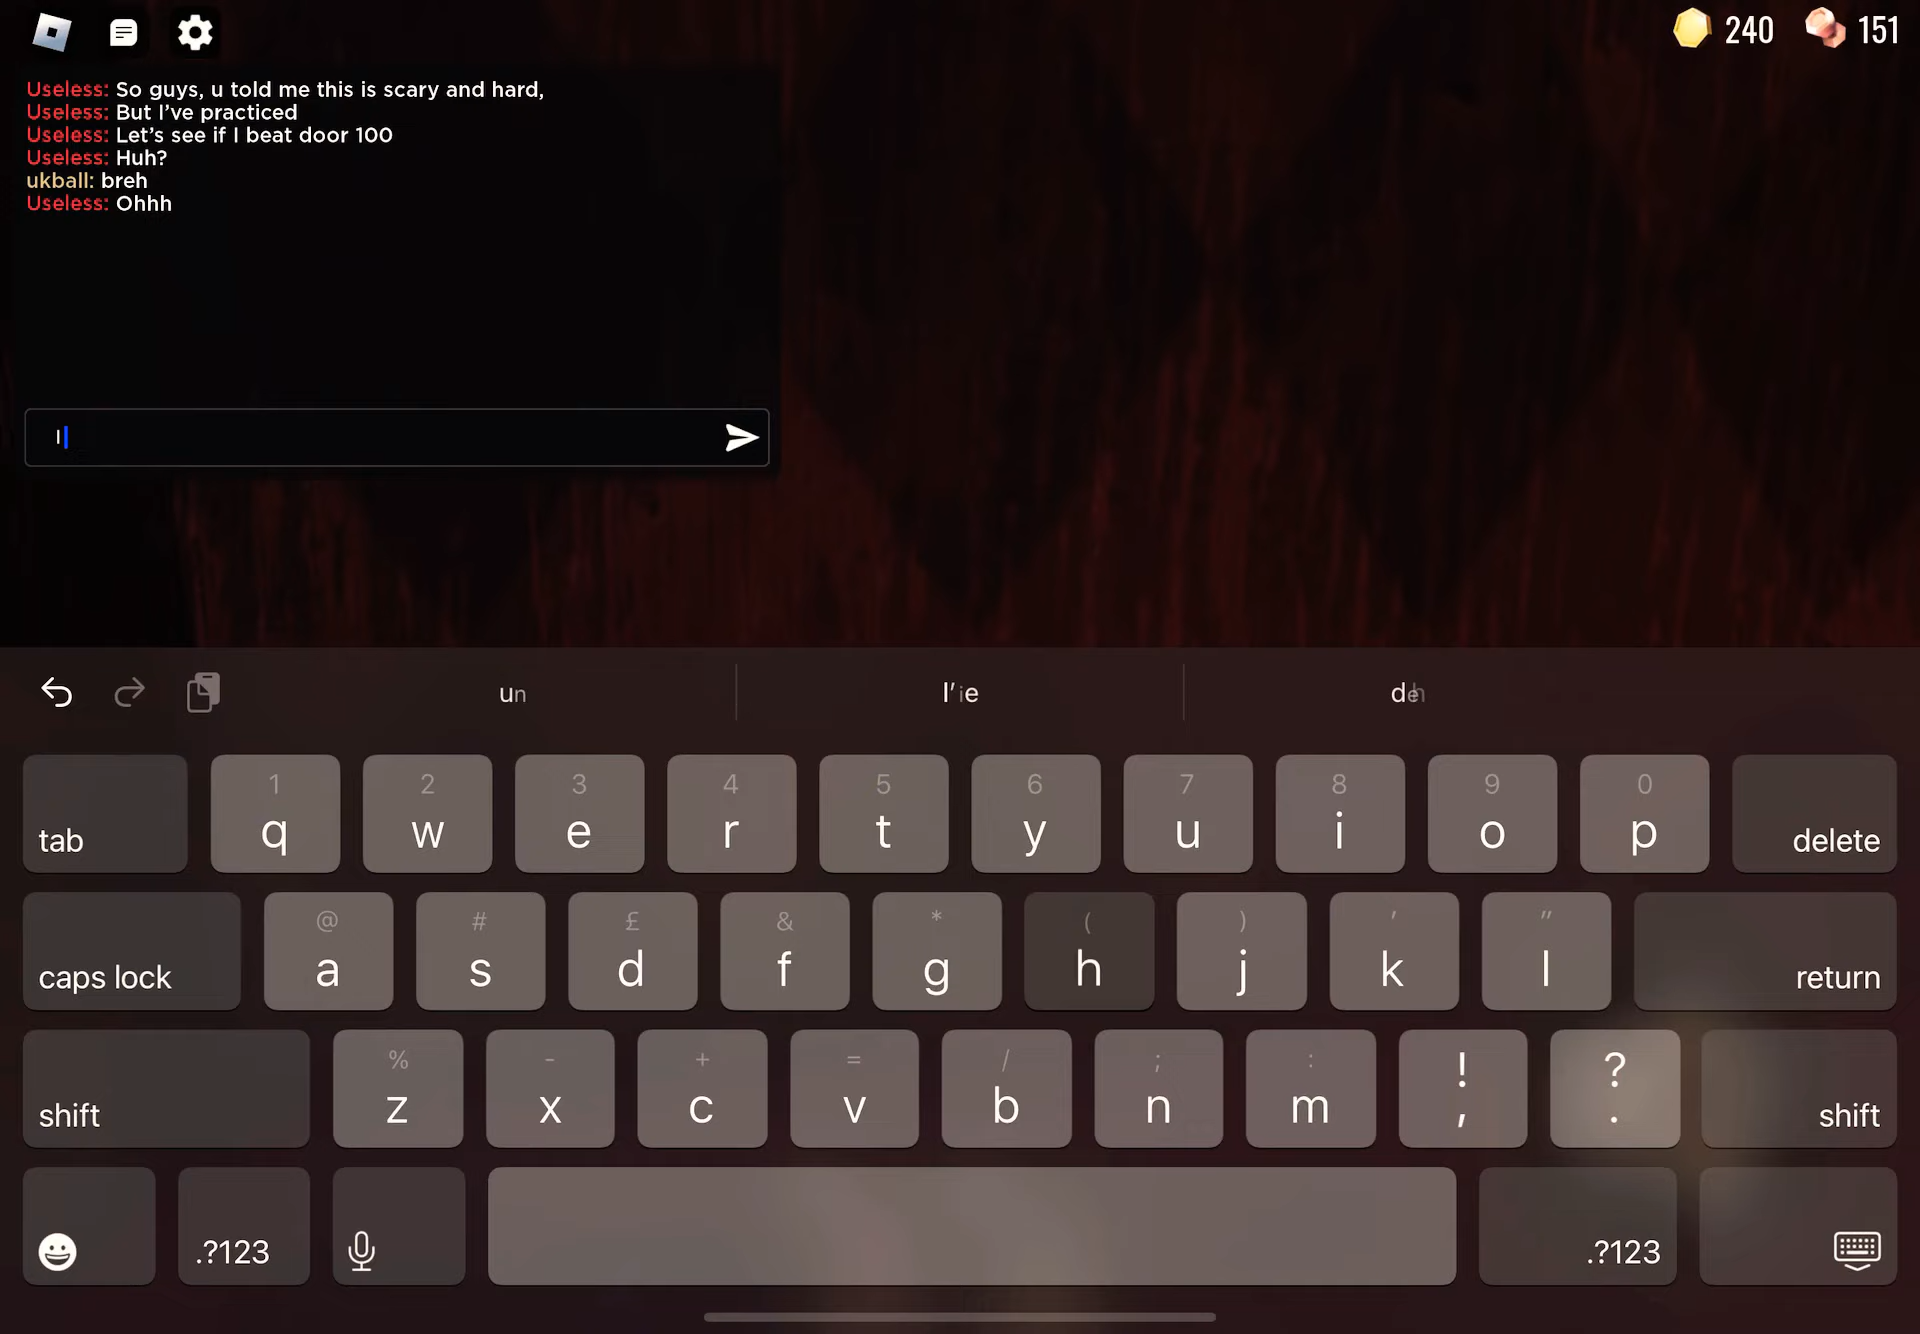 240 151
Useless: So guys, u told me this is scary and hard,
Useless: But I've practiced
Useless: Let's see if I beat door 100
Useless: Huh?
ukball: breh
Useless: Ohhh
I
1 2 3 4 5 6 7 8 9 0
tab q w e r t y u i o p delete
@ # £ & * ( ) ' "
caps lock a s d f g h j k l return
% - + = / ; : ! ?
shift z x c v b n m , . shift
.?123 .?123